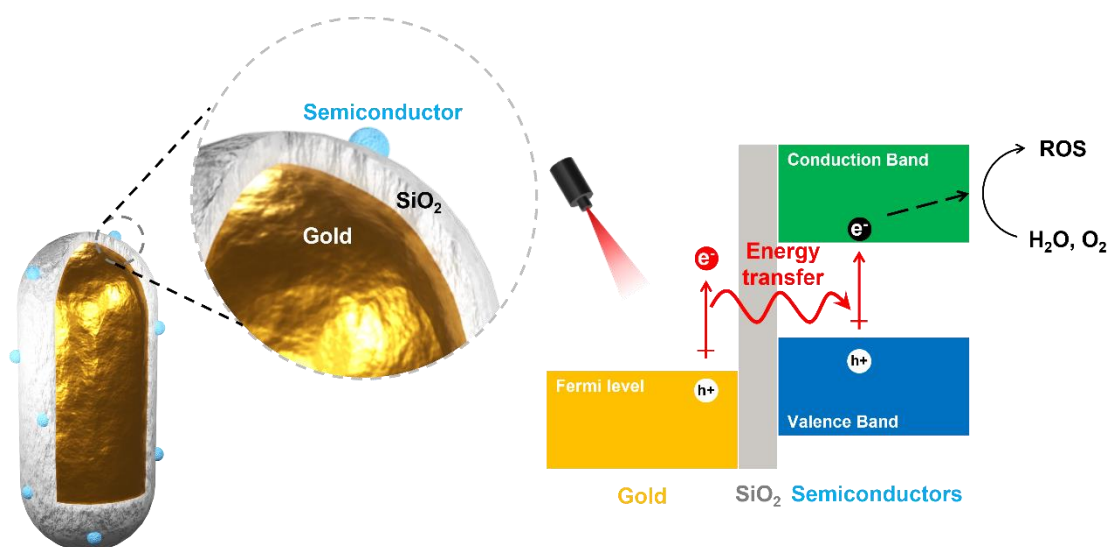 Semiconductor
SiO₂
Gold
Conduction Band
ROS
e⁻
H₂O, O₂
e⁻
Energy
transfer
Fermi level
h+
h+
Valence Band
Gold
SiO₂
Semiconductors